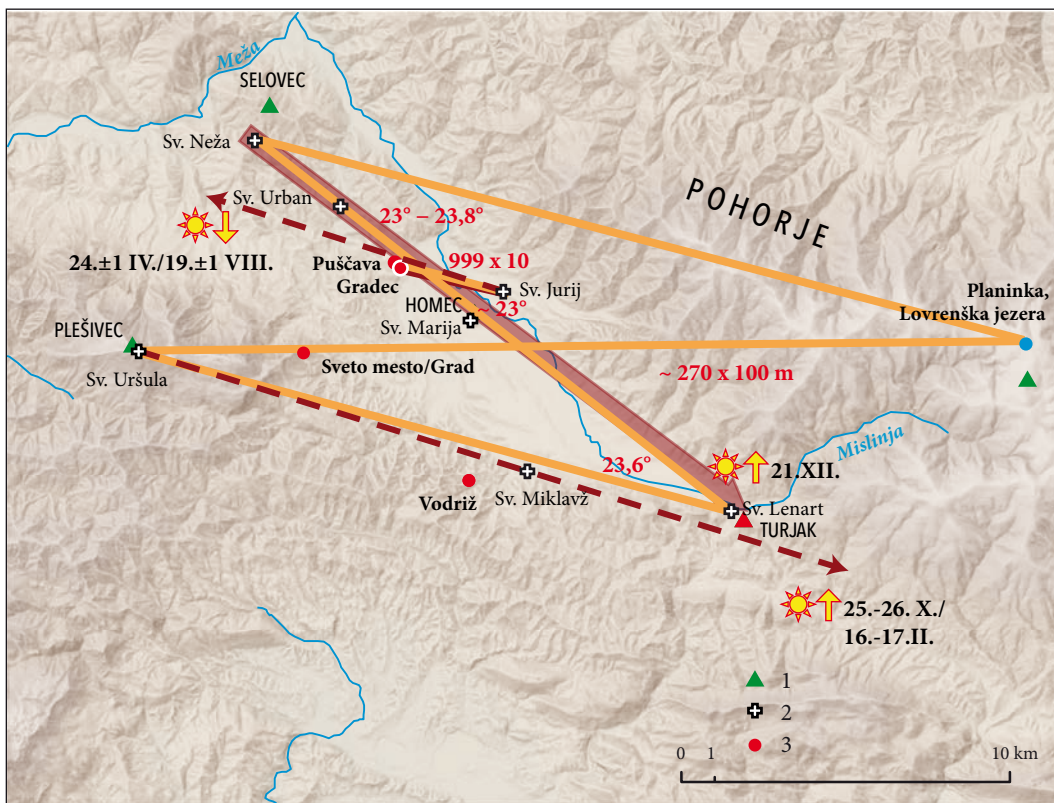 Meža
SELOVEC
Sv. Neža
POHORJE
Sv. Urban
23° – 23,8°
24.±1 IV./19.±1 VIII.
Puščava
999 x 10
Gradec
Sv. Jurij
HOMEC
~ 23°
Planinka,
Lovrenška jezera
Sv. Marija
PLEŠIVEC
Sv. Uršula
Sveto mesto/Grad
~ 270 x 100 m
Mislinja
23,6°
21.XII.
Vodriž
Sv. Miklavž
Sv. Lenart
TURJAK
25.-26. X./
16.-17.II.
1
2
3
0 1 10 km